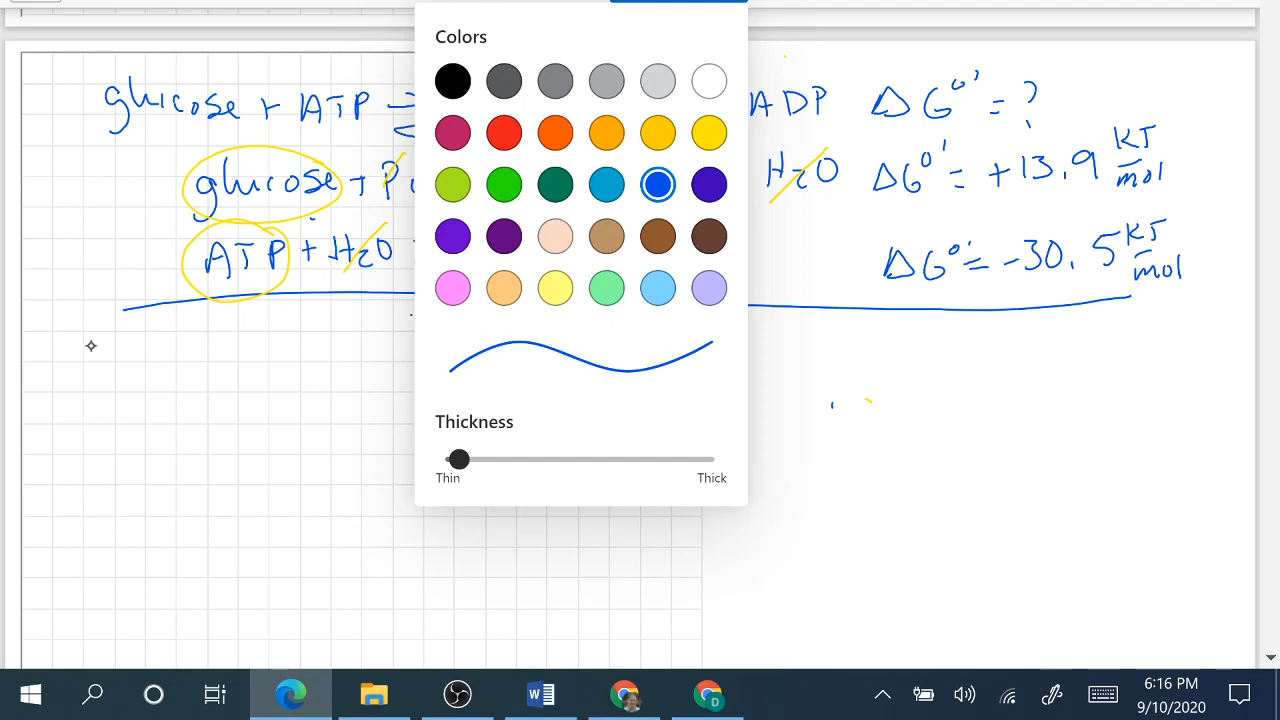 Colors
glucose + ATP ⇌ ADP ΔG°' = ?
glucose + P H₂O ΔG°' = +13.9 KJ/mol
ATP + H₂O ΔG°' = -30.5 KJ/mol
Thickness
Thin Thick
6:16 PM
9/10/2020